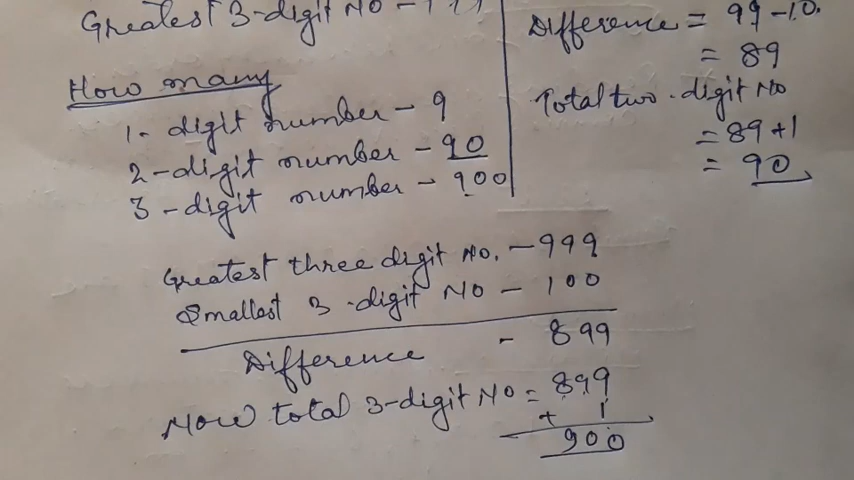 Greatest 3-digit No - 999
How many
1- digit number - 9
2-digit number - 90
3-digit number - 900
Difference = 99 - 10.
= 89
Total two-digit No
= 89 + 1
= 90
Greatest three digit No. - 999
Smallest 3-digit No - 100
Difference - 899
Now total 3-digit No = 899
+ 1
900